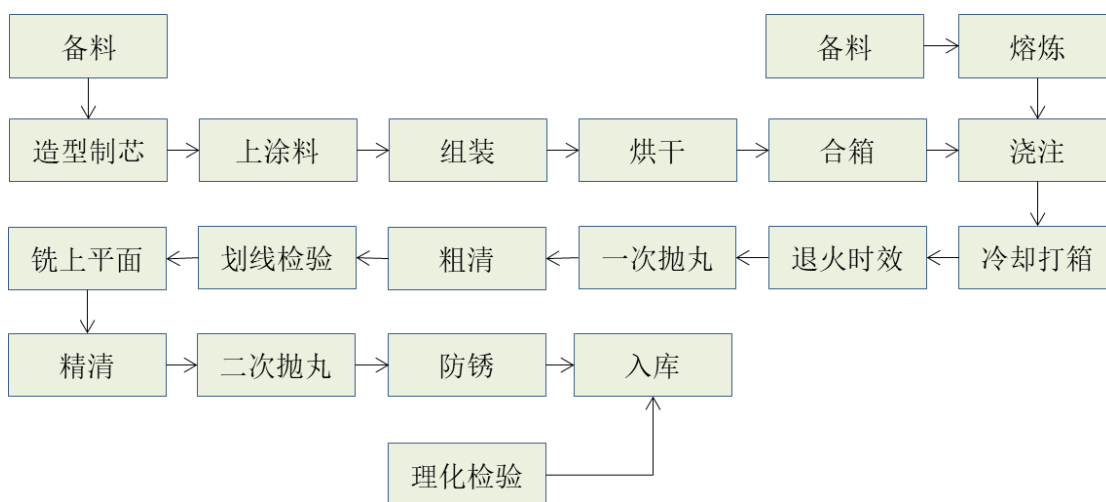 备料
备料
熔炼
造型制芯
上涂料
组装
烘干
合箱
浇注
铣上平面
划线检验
粗清
一次抛丸
退火时效
冷却打箱
精清
二次抛丸
防锈
入库
理化检验